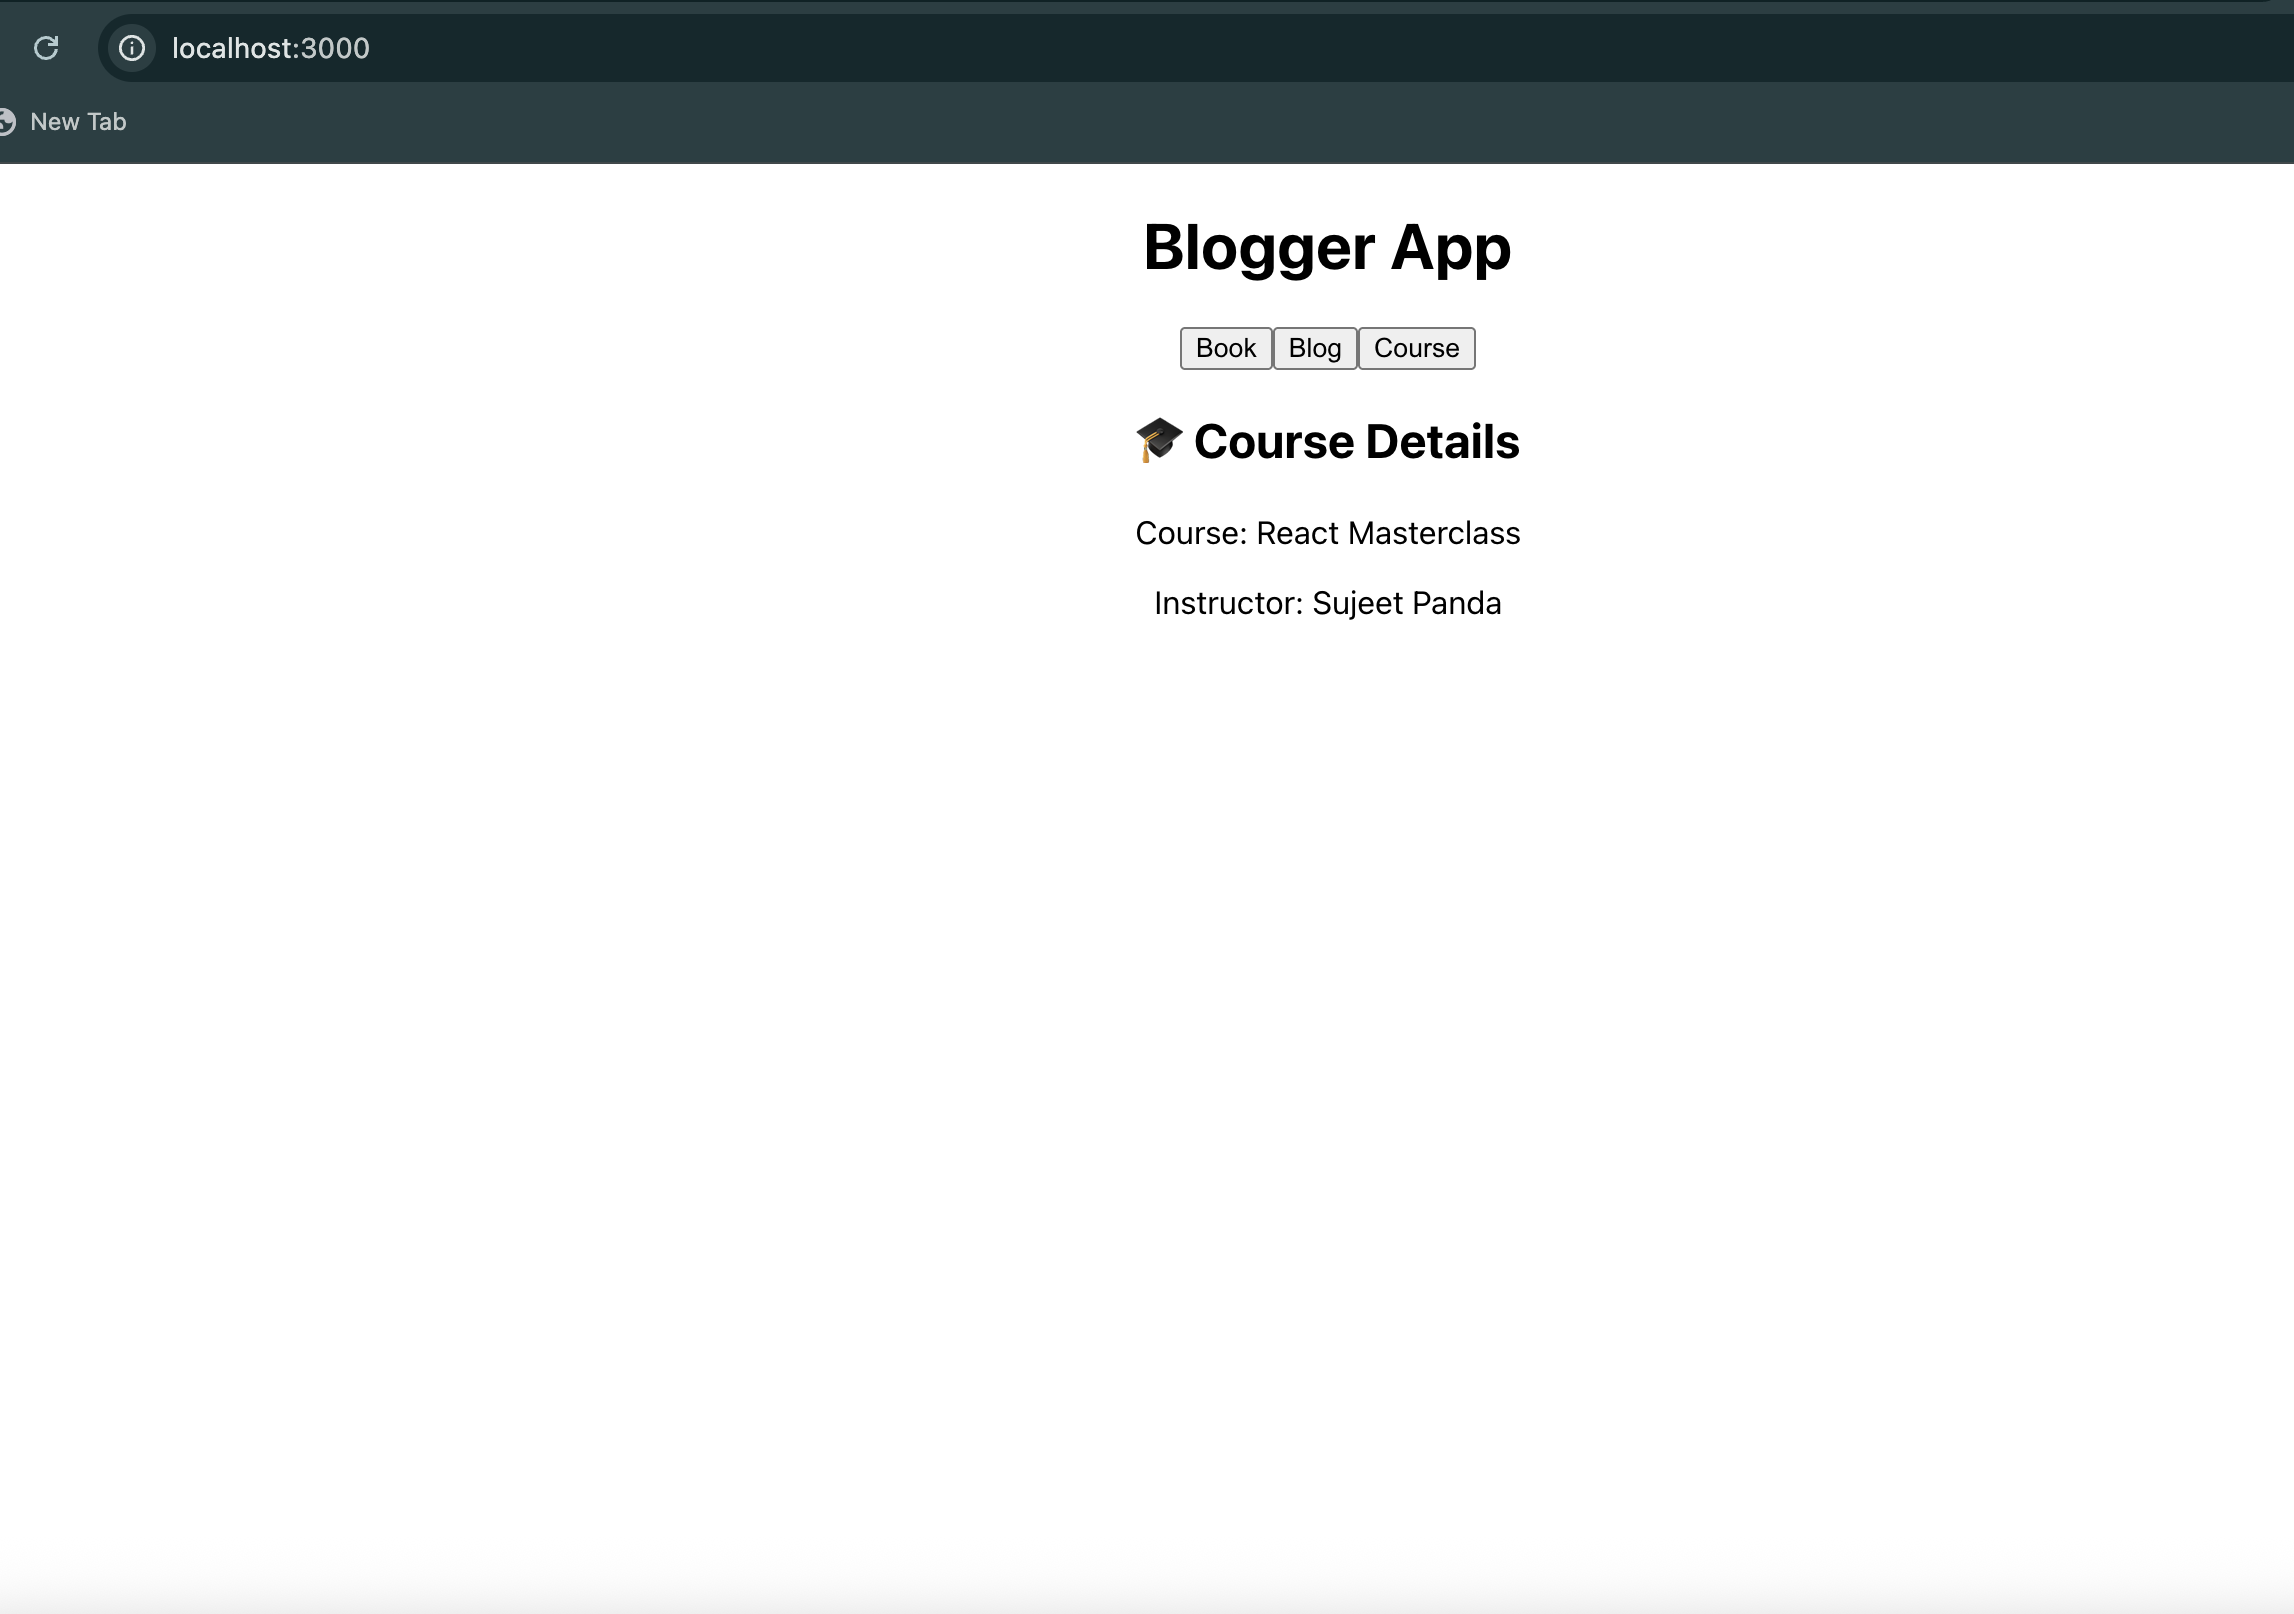 localhost:3000
New Tab
Blogger App
Book Blog Course
🎓 Course Details
Course: React Masterclass
Instructor: Sujeet Panda